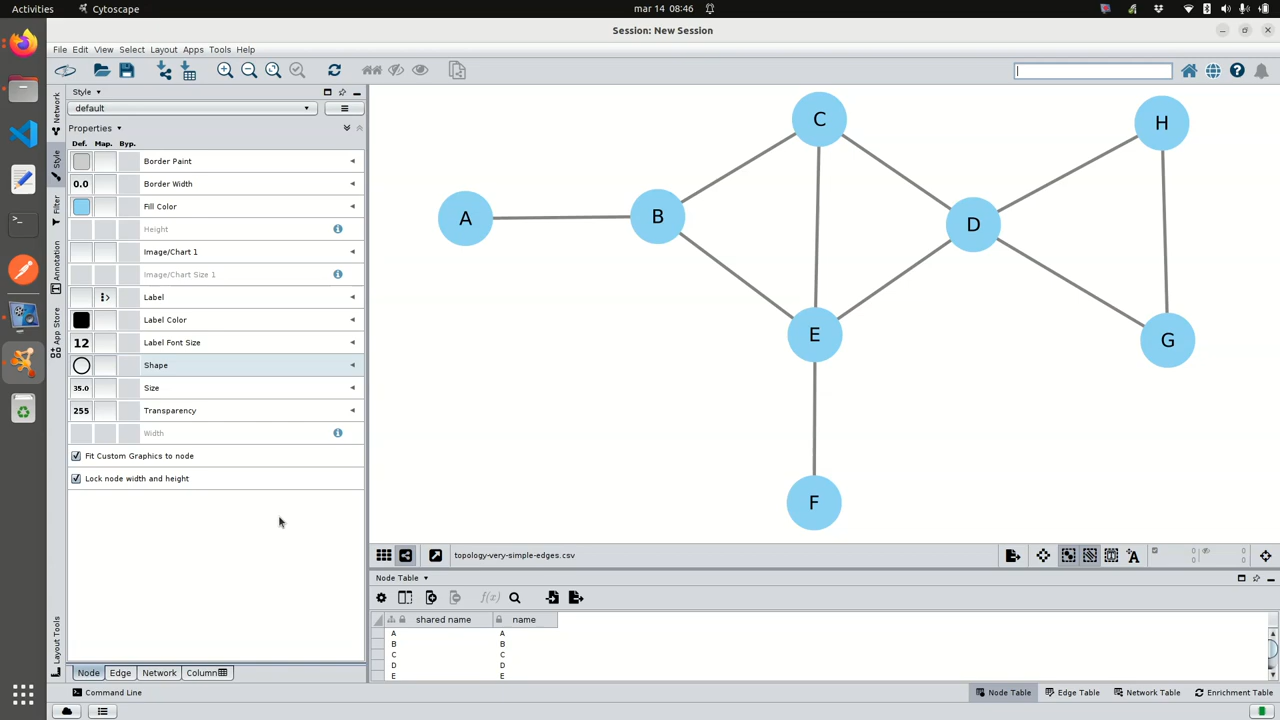 Activities Cytoscape mar 14 08:46
Session: New Session
File Edit View Select Layout Apps Tools Help
Style
default
Properties
Def. Map. Byp.
Border Paint
0.0 Border Width
Fill Color
Height
Image/Chart 1
Image/Chart Size 1
Label
Label Color
12 Label Font Size
Shape
35.0 Size
255 Transparency
Width
Fit Custom Graphics to node
Lock node width and height
Network
Style
Filter
Annotation
App Store
Layout Tools
A
B
C
D
E
F
G
H
topology-very-simple-edges.csv
0 0
0 0
Node Table
f(x)
shared name name
A A
B B
C C
D D
E E
Node Edge Network Column
Command Line
Node Table Edge Table Network Table Enrichment Table